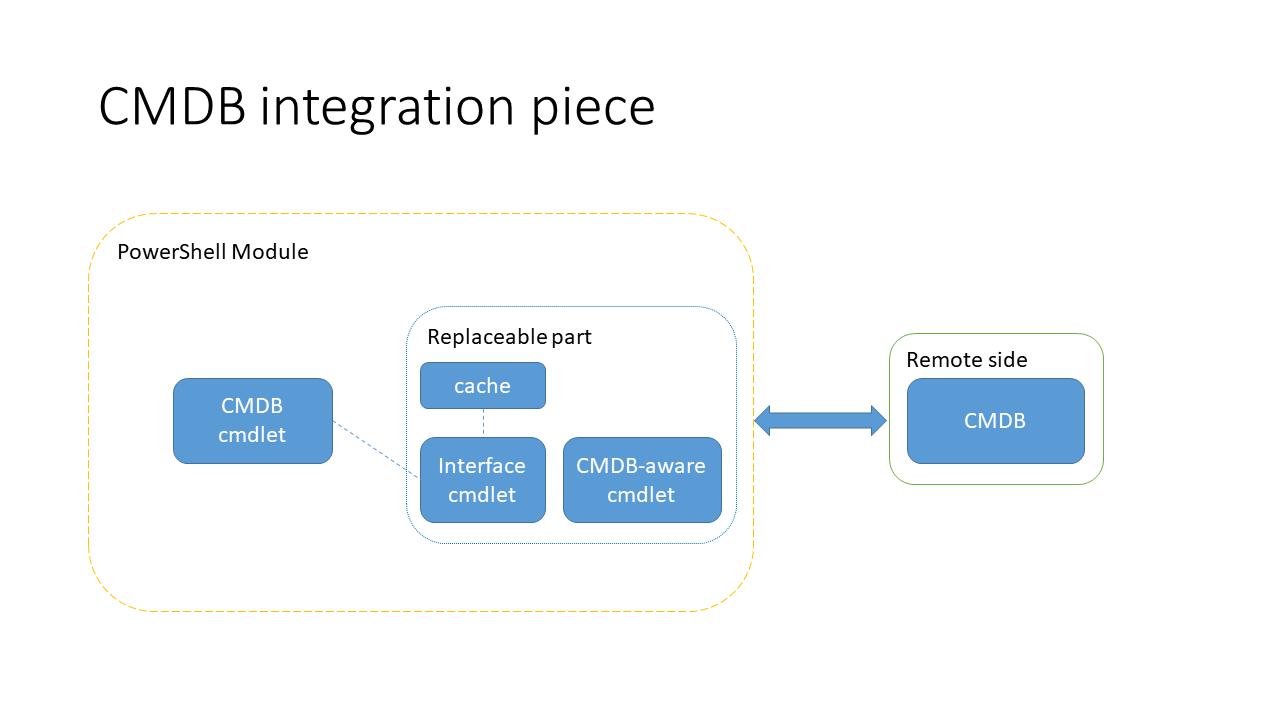 CMDB integration piece
PowerShell Module
Replaceable part
cache
CMDB
cmdlet
Interface
cmdlet
CMDB-aware
cmdlet
Remote side
CMDB